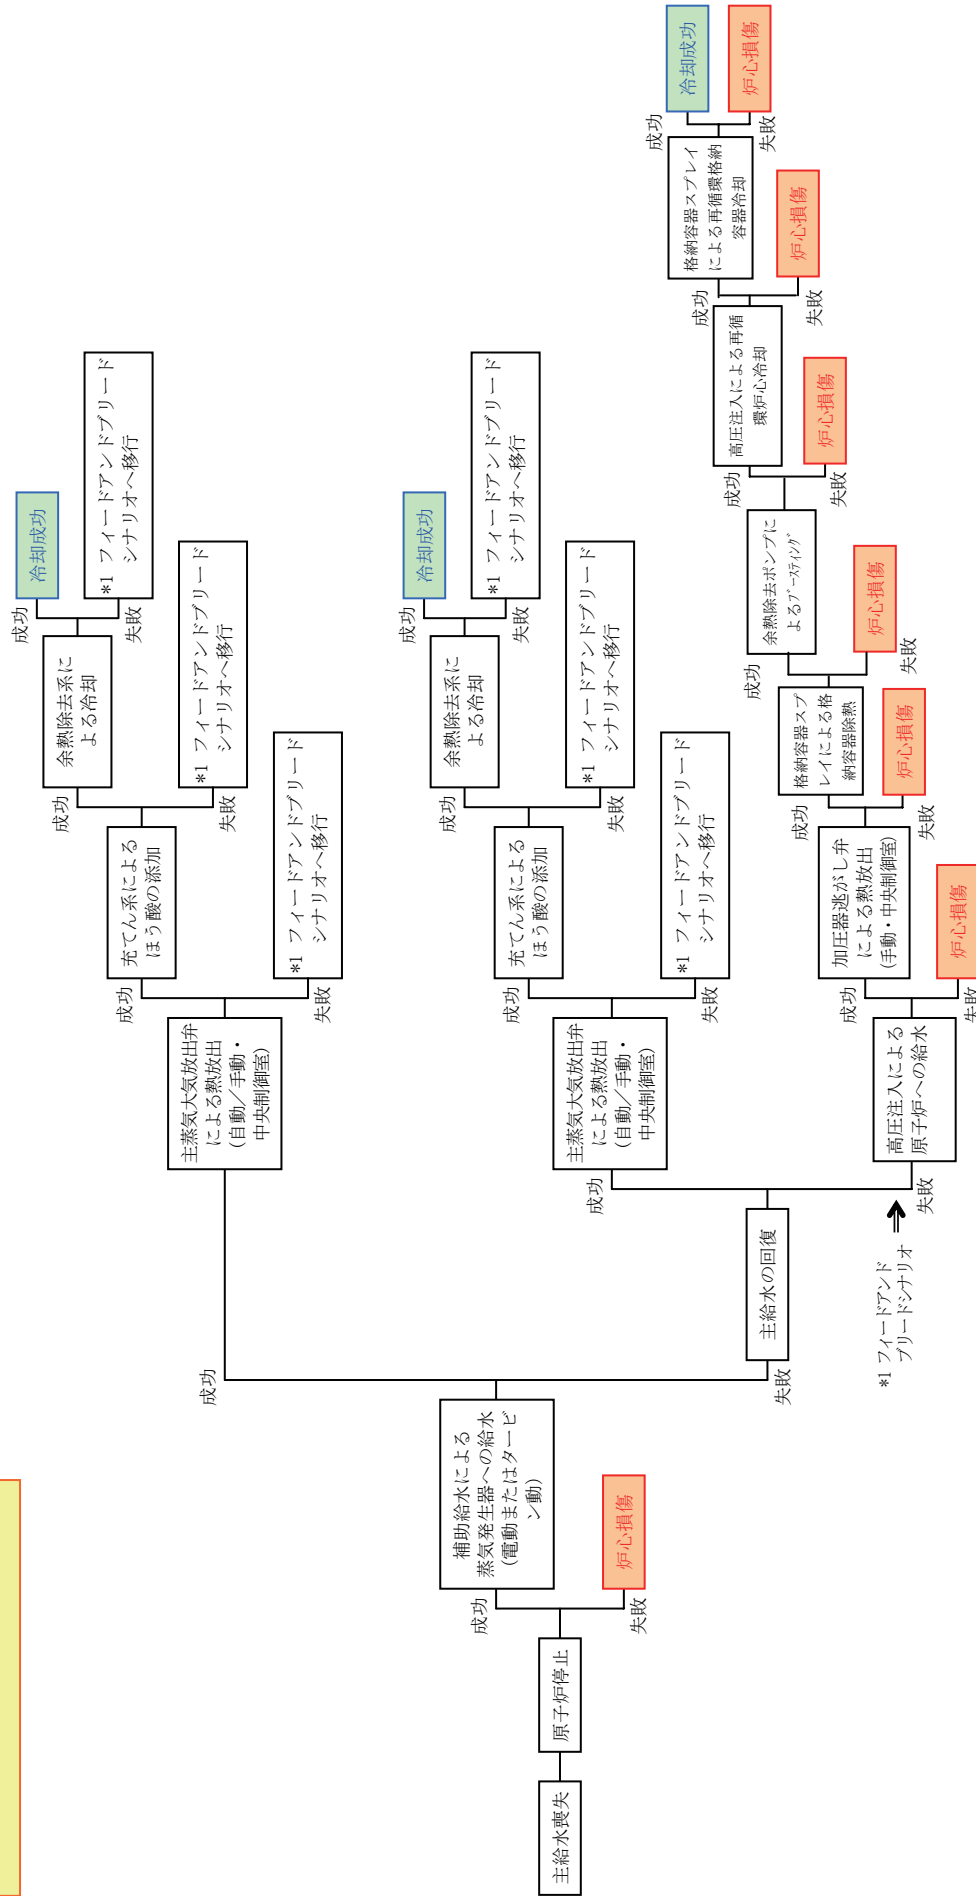 主給水喪失
原子炉停止
成功
失敗
補助給水による
蒸気発生器への給水
(電動またはタービ
ン動)
炉心損傷
成功
失敗
主蒸気大気放出弁
による熱放出
(自動／手動・
中央制御室)
成功
失敗
充てん系による
ほう酸の添加
*1 フィードアンドブリード
シナリオへ移行
成功
失敗
余熱除去系に
よる冷却
*1 フィードアンドブリード
シナリオへ移行
成功
失敗
冷却成功
*1 フィードアンドブリード
シナリオへ移行
主給水の回復
成功
失敗
主蒸気大気放出弁
による熱放出
(自動／手動・
中央制御室)
成功
失敗
充てん系による
ほう酸の添加
*1 フィードアンドブリード
シナリオへ移行
成功
失敗
余熱除去系に
よる冷却
*1 フィードアンドブリード
シナリオへ移行
成功
失敗
冷却成功
*1 フィードアンドブリード
シナリオへ移行
*1 フィードアンド
ブリードシナリオ
高圧注入による
原子炉への給水
成功
失敗
加圧器逃がし弁
による熱放出
(手動・中央制御室)
炉心損傷
成功
失敗
格納容器スプ
レイによる格
納容器除熱
炉心損傷
成功
失敗
余熱除去ポンプに
よるブースティング
炉心損傷
成功
失敗
高圧注入による再循
環炉心冷却
炉心損傷
成功
失敗
格納容器スプレイ
による再循環格納
容器冷却
炉心損傷
成功
失敗
冷却成功
炉心損傷